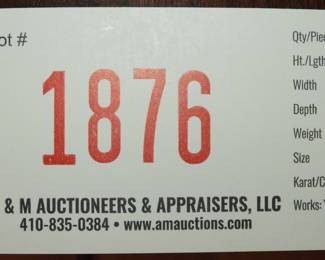 ot #
1876
& M AUCTIONEERS & APPRAISERS, LLC
410-835-0384 • www.amauctions.com
Qty/Pie
Ht./Lgth
Width
Depth
Weight
Size
Karat/C
Works: